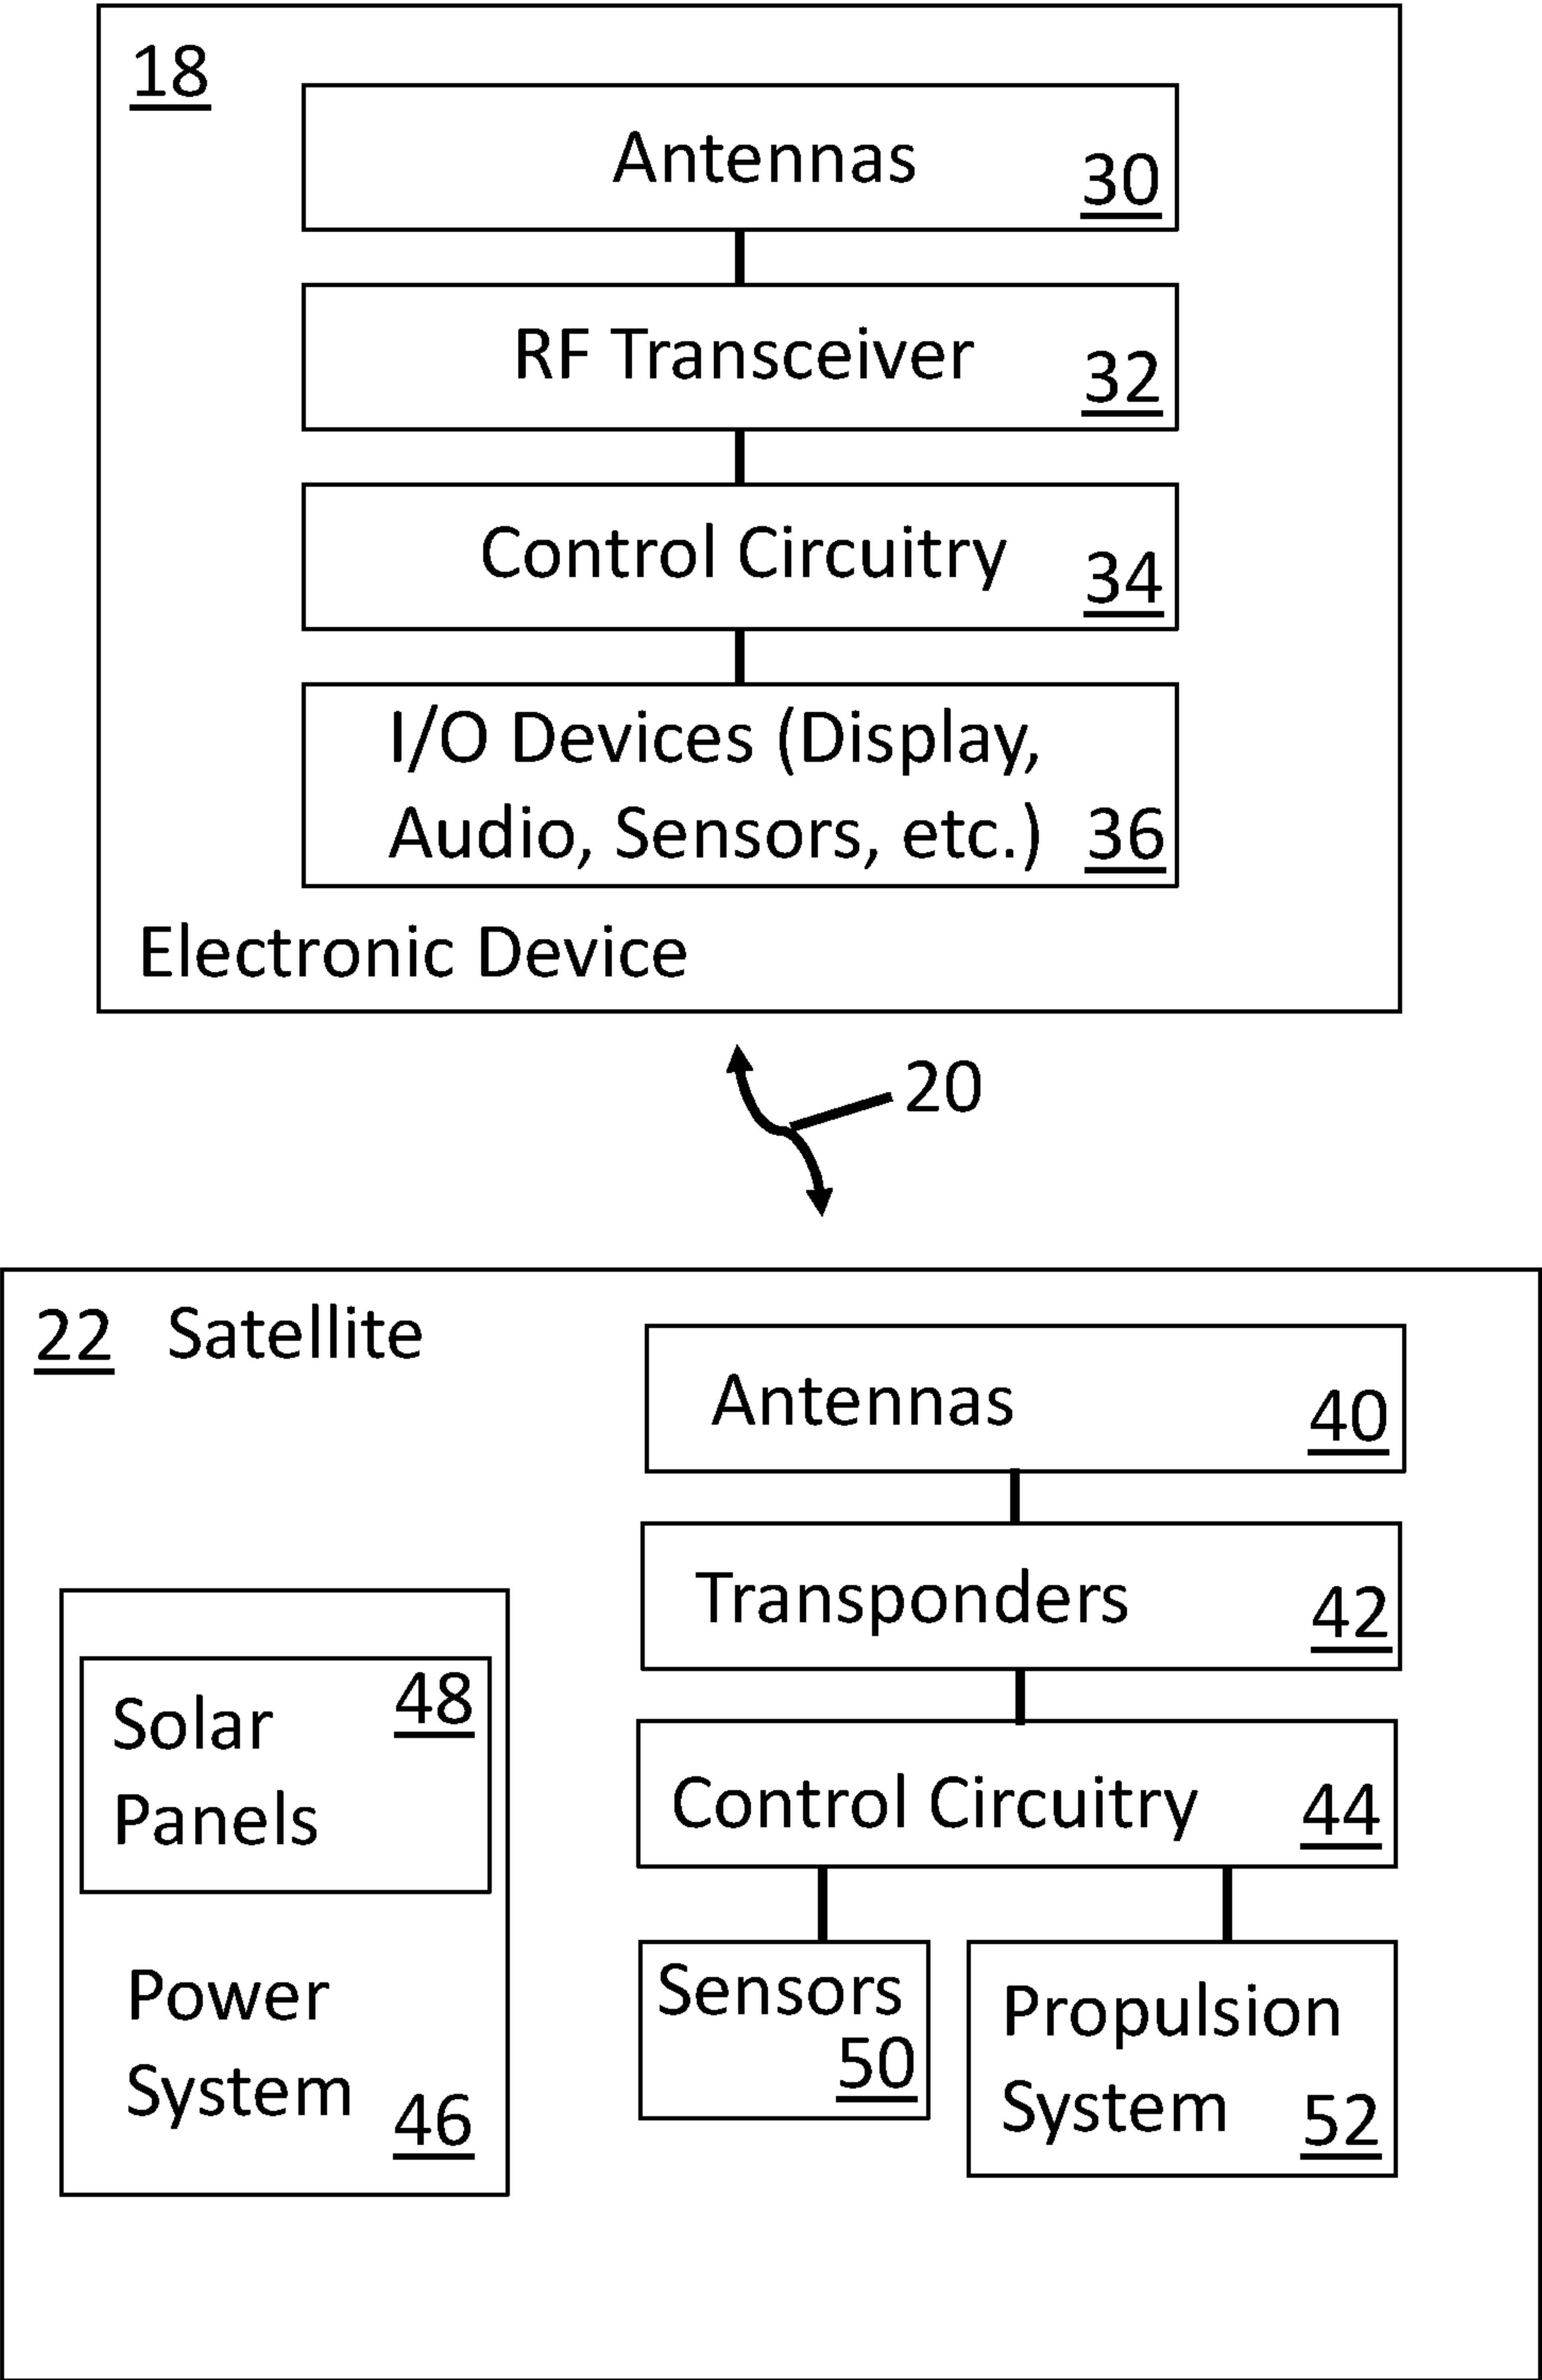 18
Antennas
30
RF Transceiver
32
Control Circuitry
34
I/O Devices (Display,
Audio, Sensors, etc.)
36
Electronic Device
20
22 Satellite
Antennas
40
Transponders
42
Solar
48
Panels
Control Circuitry
44
Power
System
46
Sensors
50
Propulsion
System
52